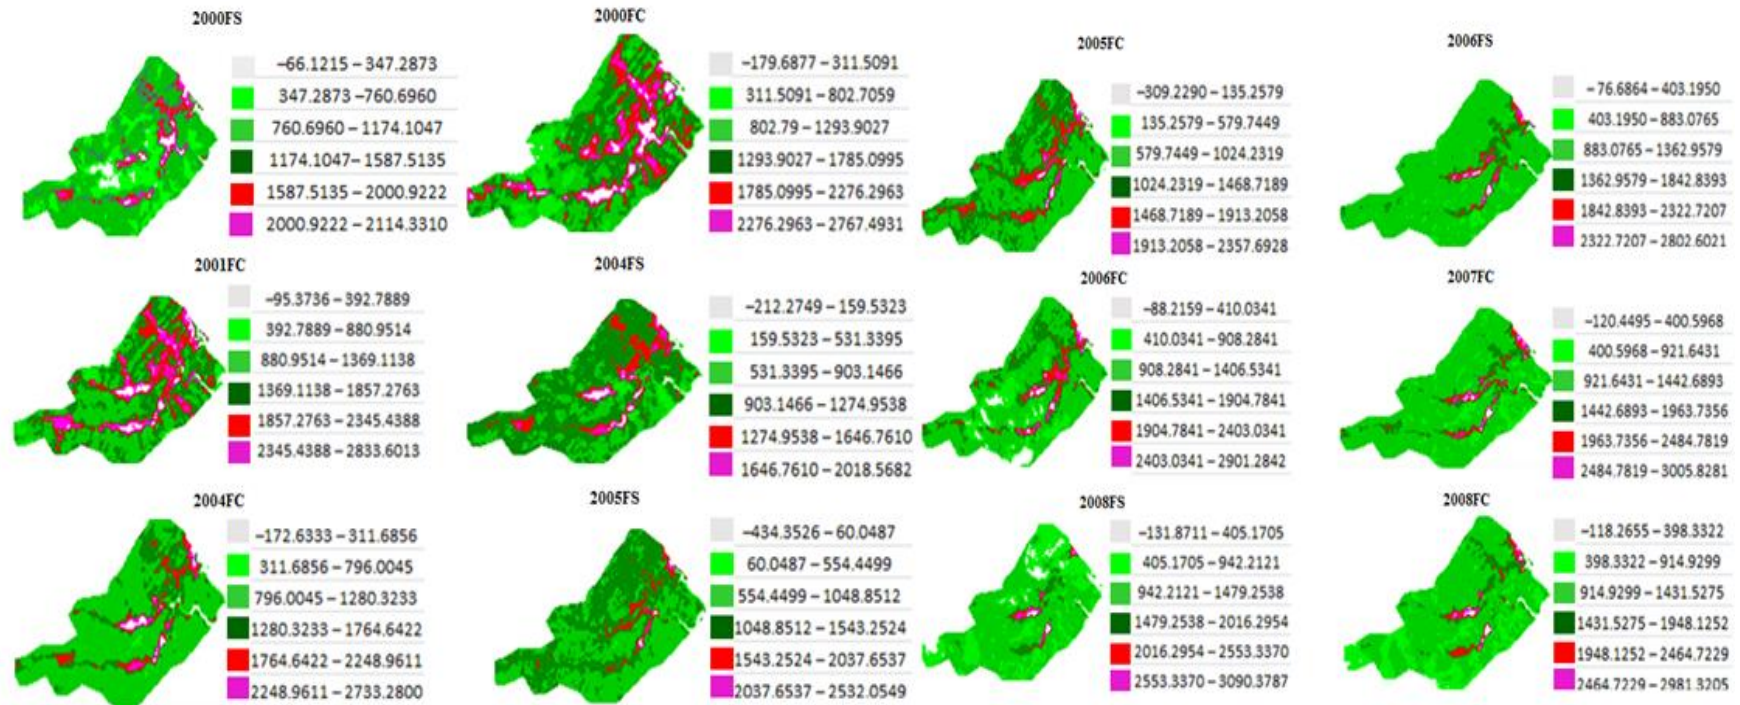 2000FS
−66.1215 – 347.2873
347.2873 –760.6960
760.6960 – 1174.1047
1174.1047– 1587.5135
1587.5135 – 2000.9222
2000.9222 – 2114.3310
2000FC
−179.6877 – 311.5091
311.5091 – 802.7059
802.79 – 1293.9027
1293.9027 – 1785.0995
1785.0995 – 2276.2963
2276.2963 – 2767.4931
2005FC
−309.2290 – 135.2579
135.2579 – 579.7449
579.7449 – 1024.2319
1024.2319 – 1468.7189
1468.7189 – 1913.2058
1913.2058 – 2357.6928
2006FS
−76.6864 – 403.1950
403.1950 – 883.0765
883.0765 – 1362.9579
1362.9579 – 1842.8393
1842.8393 – 2322.7207
2322.7207 – 2802.6021
2001FC
−95.3736 – 392.7889
392.7889 – 880.9514
880.9514 – 1369.1138
1369.1138 – 1857.2763
1857.2763 – 2345.4388
2345.4388 – 2833.6013
2004FS
−212.2749 – 159.5323
159.5323 – 531.3395
531.3395 – 903.1466
903.1466 – 1274.9538
1274.9538 – 1646.7610
1646.7610 – 2018.5682
2006FC
−88.2159 – 410.0341
410.0341 – 908.2841
908.2841 – 1406.5341
1406.5341 – 1904.7841
1904.7841 – 2403.0341
2403.0341 – 2901.2842
2007FC
−120.4495 – 400.5968
400.5968 – 921.6431
921.6431 – 1442.6893
1442.6893 – 1963.7356
1963.7356 – 2484.7819
2484.7819 – 3005.8281
2004FC
−172.6333 – 311.6856
311.6856 – 796.0045
796.0045 – 1280.3233
1280.3233 – 1764.6422
1764.6422 – 2248.9611
2248.9611 – 2733.2800
2005FS
−434.3526 – 60.0487
60.0487 – 554.4499
554.4499 – 1048.8512
1048.8512 – 1543.2524
1543.2524 – 2037.6537
2037.6537 – 2532.0549
2008FS
−131.8711 – 405.1705
405.1705 – 942.2121
942.2121 – 1479.2538
1479.2538 – 2016.2954
2016.2954 – 2553.3370
2553.3370 – 3090.3787
2008FC
−118.2655 – 398.3322
398.3322 – 914.9299
914.9299 – 1431.5275
1431.5275 – 1948.1252
1948.1252 – 2464.7229
2464.7229 – 2981.3205